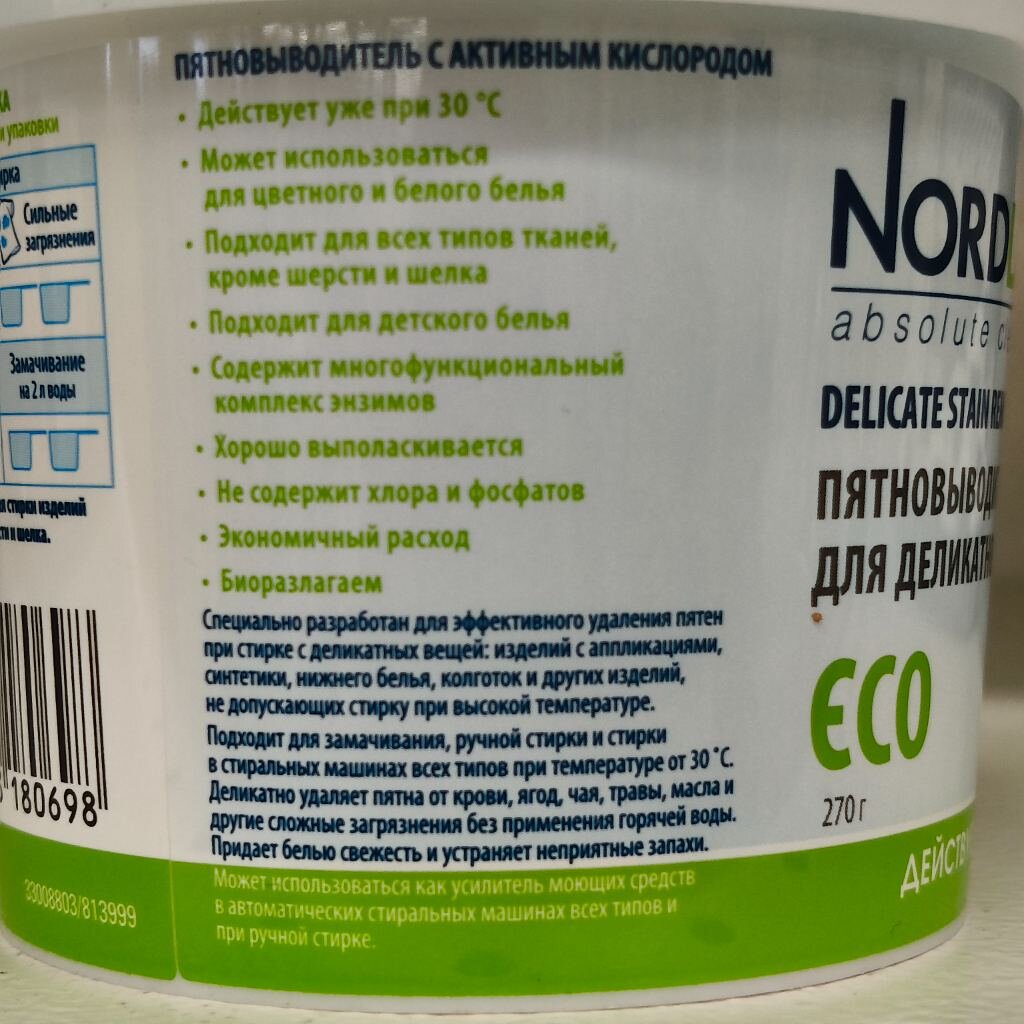 ПЯТНОВЫВОДИТЕЛЬ С АКТИВНЫМ КИСЛОРОДОМ
• Действует уже при 30 °C
• Может использоваться
для цветного и белого белья
• Подходит для всех типов тканей,
кроме шерсти и шелка
• Подходит для детского белья
• Содержит многофункциональный
комплекс энзимов
• Хорошо выполаскивается
• Не содержит хлора и фосфатов
• Экономичный расход
• Биоразлагаем
Специально разработан для эффективного удаления пятен
при стирке с деликатных вещей: изделий с аппликациями,
синтетики, нижнего белья, колготок и других изделий,
не допускающих стирку при высокой температуре.
Подходит для замачивания, ручной стирки и стирки
в стиральных машинах всех типов при температуре от 30 °C.
Деликатно удаляет пятна от крови, ягод, чая, травы, масла и
другие сложные загрязнения без применения горячей воды.
Придает белью свежесть и устраняет неприятные запахи.
Может использоваться как усилитель моющих средств
в автоматических стиральных машинах всех типов и
при ручной стирке.
и упаковки
Сильные
загрязнения
Замачивание
на 2 л воды
стирки изделий
и шелка.
180698
33008803/813999
NORD
absolute
DELICATE STAIN
ДЛЯ
ECO
270 г